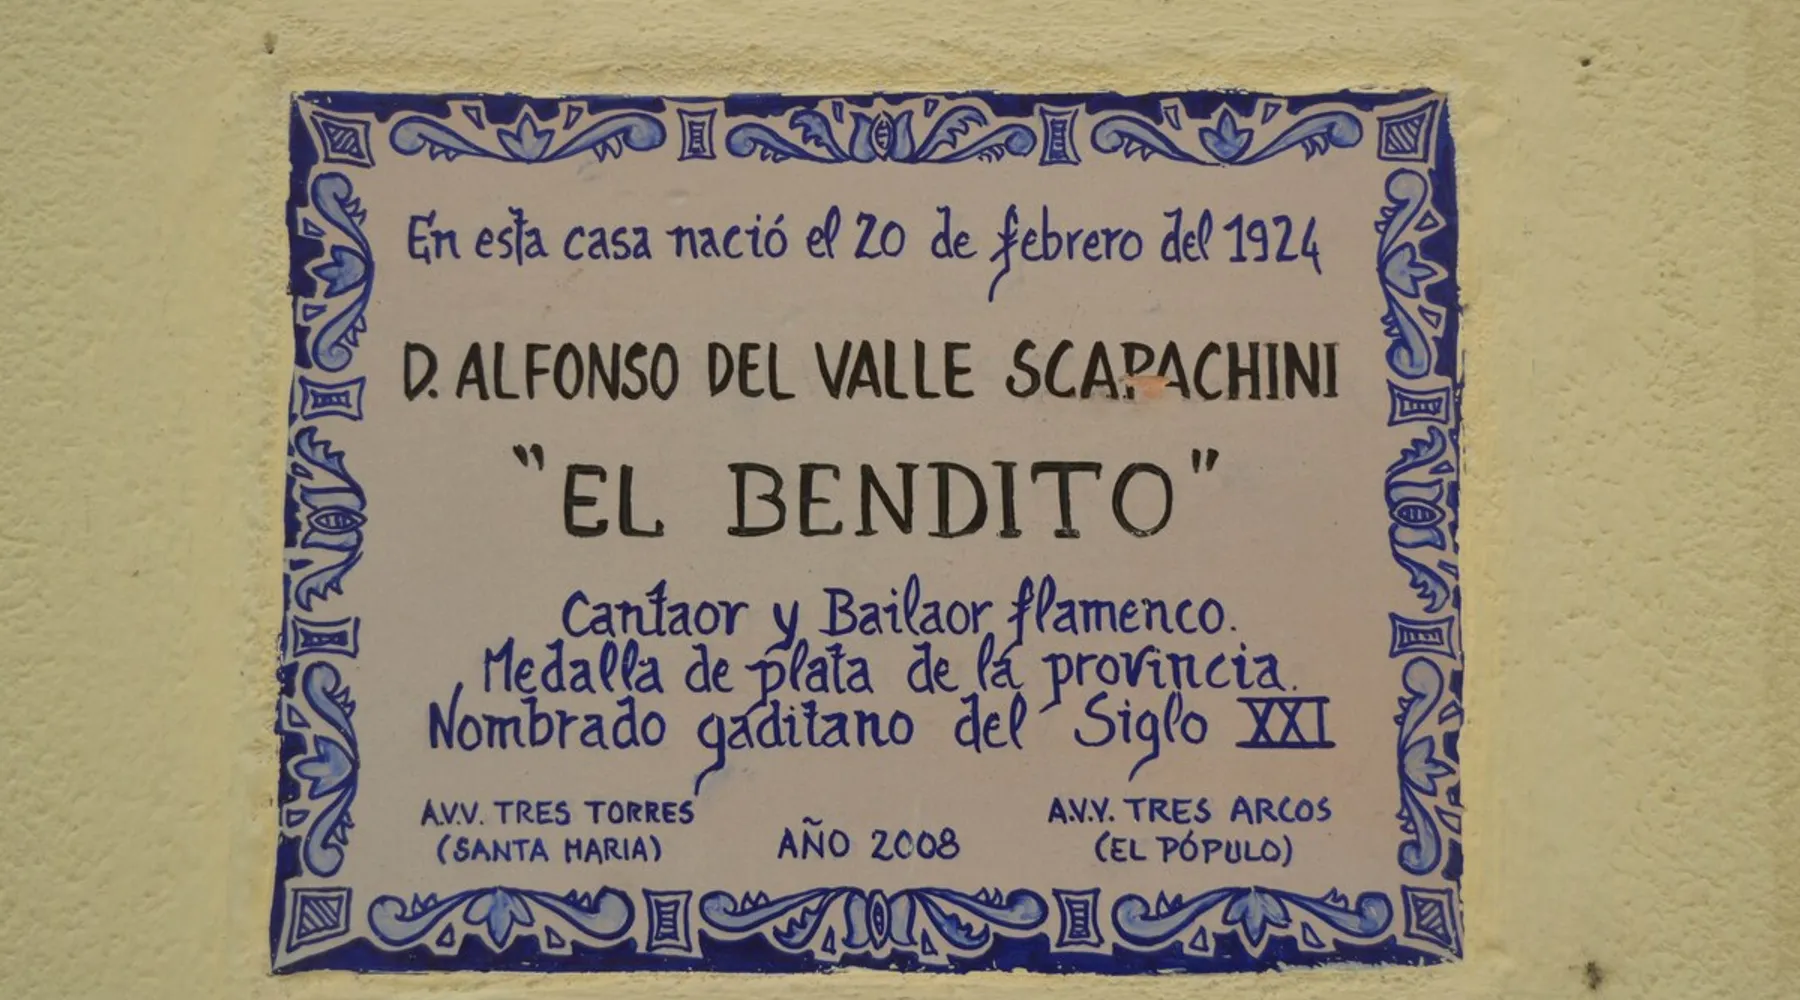 En esta casa nació el 20 de febrero del 1924
D. ALFONSO DEL VALLE SCAPACHINI
"EL BENDITO"
Cantaor y Bailaor flamenco.
Medalla de plata de la provincia.
Nombrado gaditano del Siglo XXI
A.V.V. TRES TORRES
(SANTA MARIA)
AÑO 2008
A.V.V. TRES ARCOS
(EL PÓPULO)